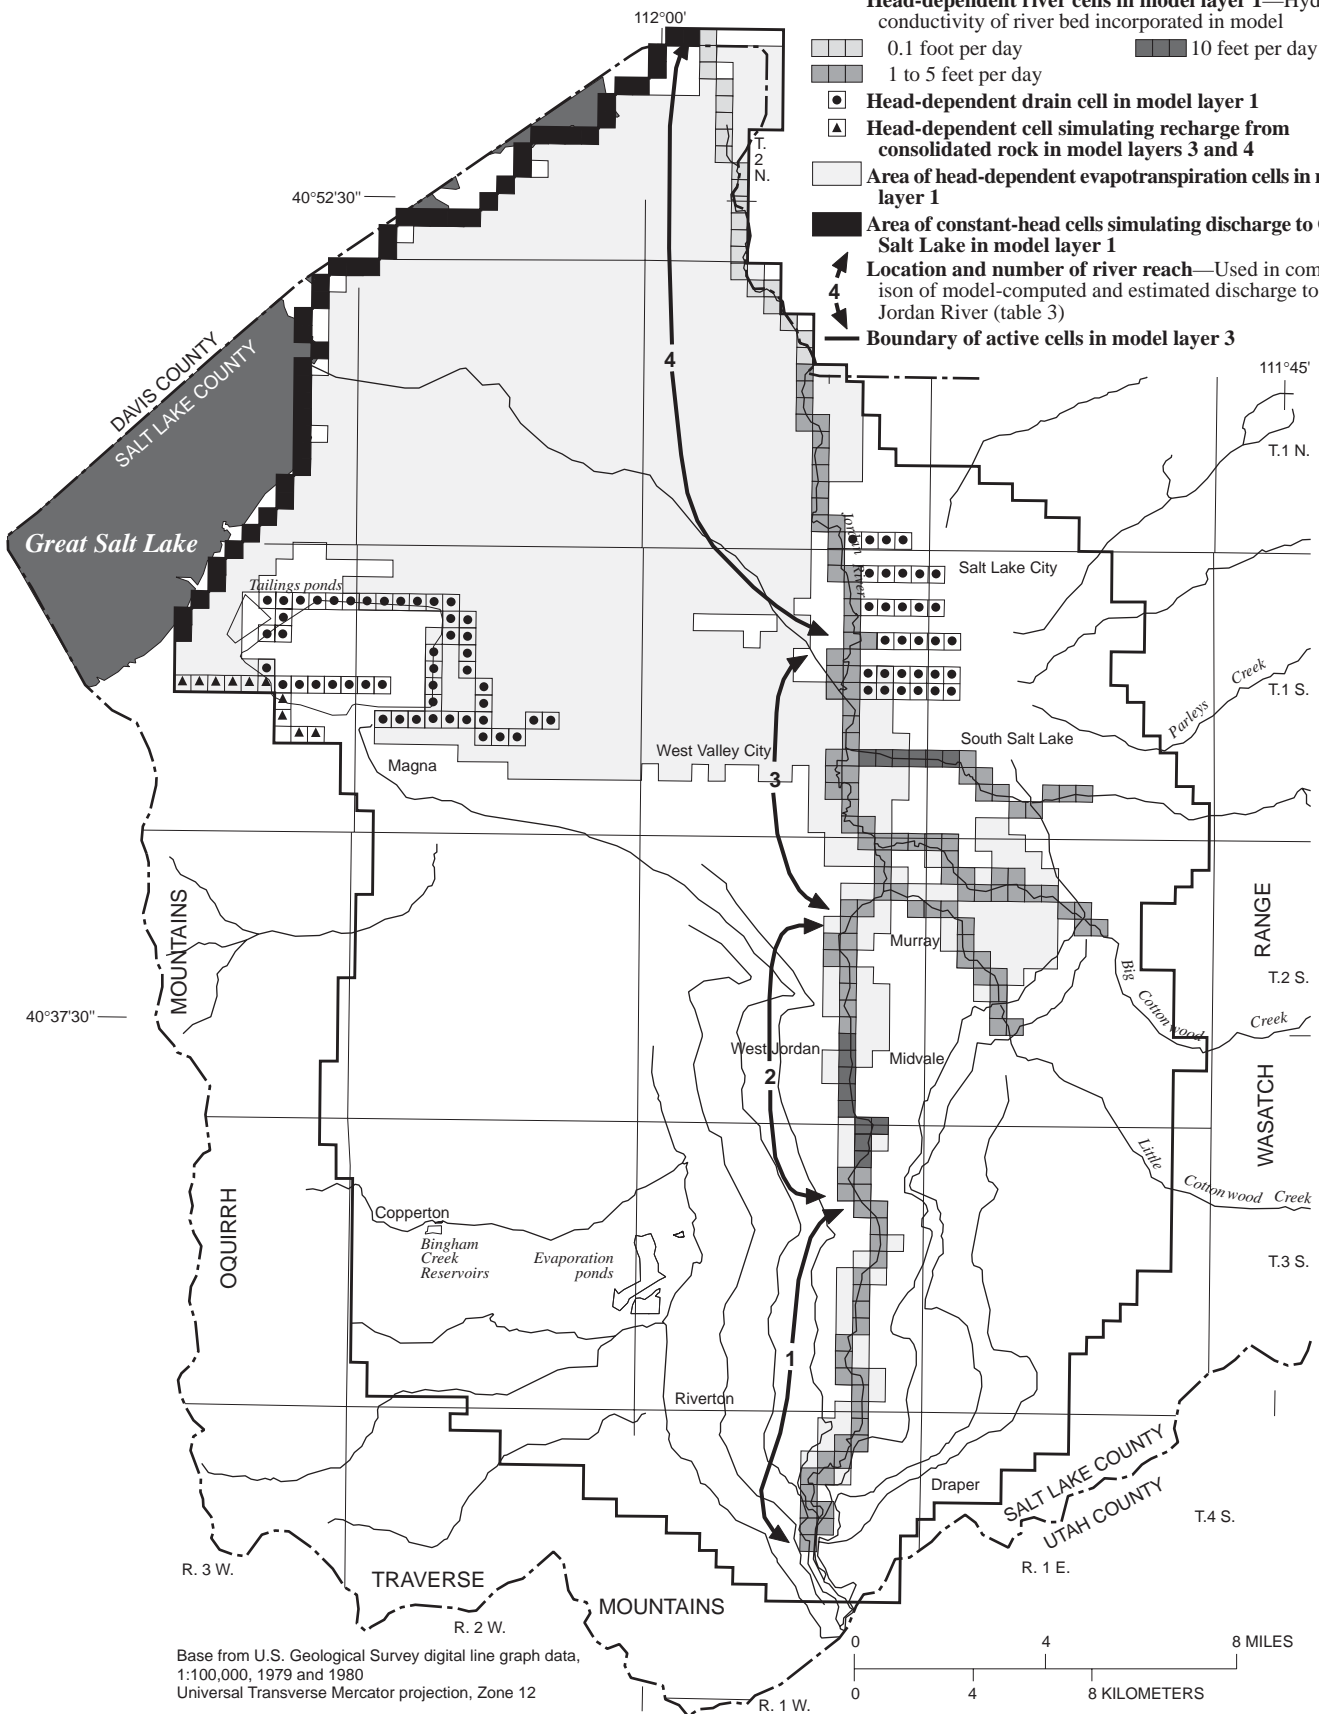 112°00'
Head-dependent river cells in model layer 1—Hyd
conductivity of river bed incorporated in model
0.1 foot per day
10 feet per day
1 to 5 feet per day
Head-dependent drain cell in model layer 1
Head-dependent cell simulating recharge from
consolidated rock in model layers 3 and 4
Area of head-dependent evapotranspiration cells in
layer 1
Area of constant-head cells simulating discharge to
Salt Lake in model layer 1
4
Location and number of river reach—Used in com
ison of model-computed and estimated discharge to
Jordan River (table 3)
Boundary of active cells in model layer 3
T.
2
N.
40°52'30"
DAVIS COUNTY
SALT LAKE COUNTY
4
111°45'
T.1 N.
Great Salt Lake
Jordan River
Salt Lake City
Tailings ponds
Parleys Creek
T.1 S.
South Salt Lake
West Valley City
Magna
3
MOUNTAINS
RANGE
Murray
Big Cottonwood Creek
T.2 S.
40°37'30"
West Jordan
Midvale
2
WASATCH
Little Cottonwood Creek
OQUIRRH
Copperton
Bingham
Creek
Reservoirs
Evaporation
ponds
T.3 S.
1
Riverton
Draper
SALT LAKE COUNTY
UTAH COUNTY
T.4 S.
R. 3 W.
TRAVERSE
R. 1 E.
MOUNTAINS
R. 2 W.
Base from U.S. Geological Survey digital line graph data,
1:100,000, 1979 and 1980
Universal Transverse Mercator projection, Zone 12
R. 1 W.
0 4 8 MILES
0 4 8 KILOMETERS